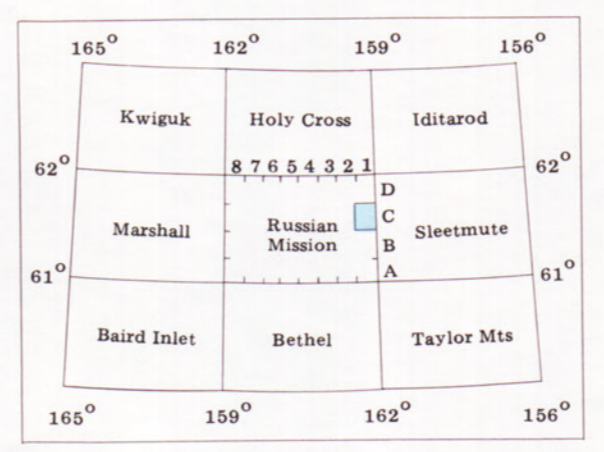 165° 162° 159° 156°
Kwiguk Holy Cross Iditarod
62° 8 7 6 5 4 3 2 1 62°
D
C
Marshall Russian Mission Sleetmute
B
61° A 61°
Baird Inlet Bethel Taylor Mts
165° 159° 162° 156°